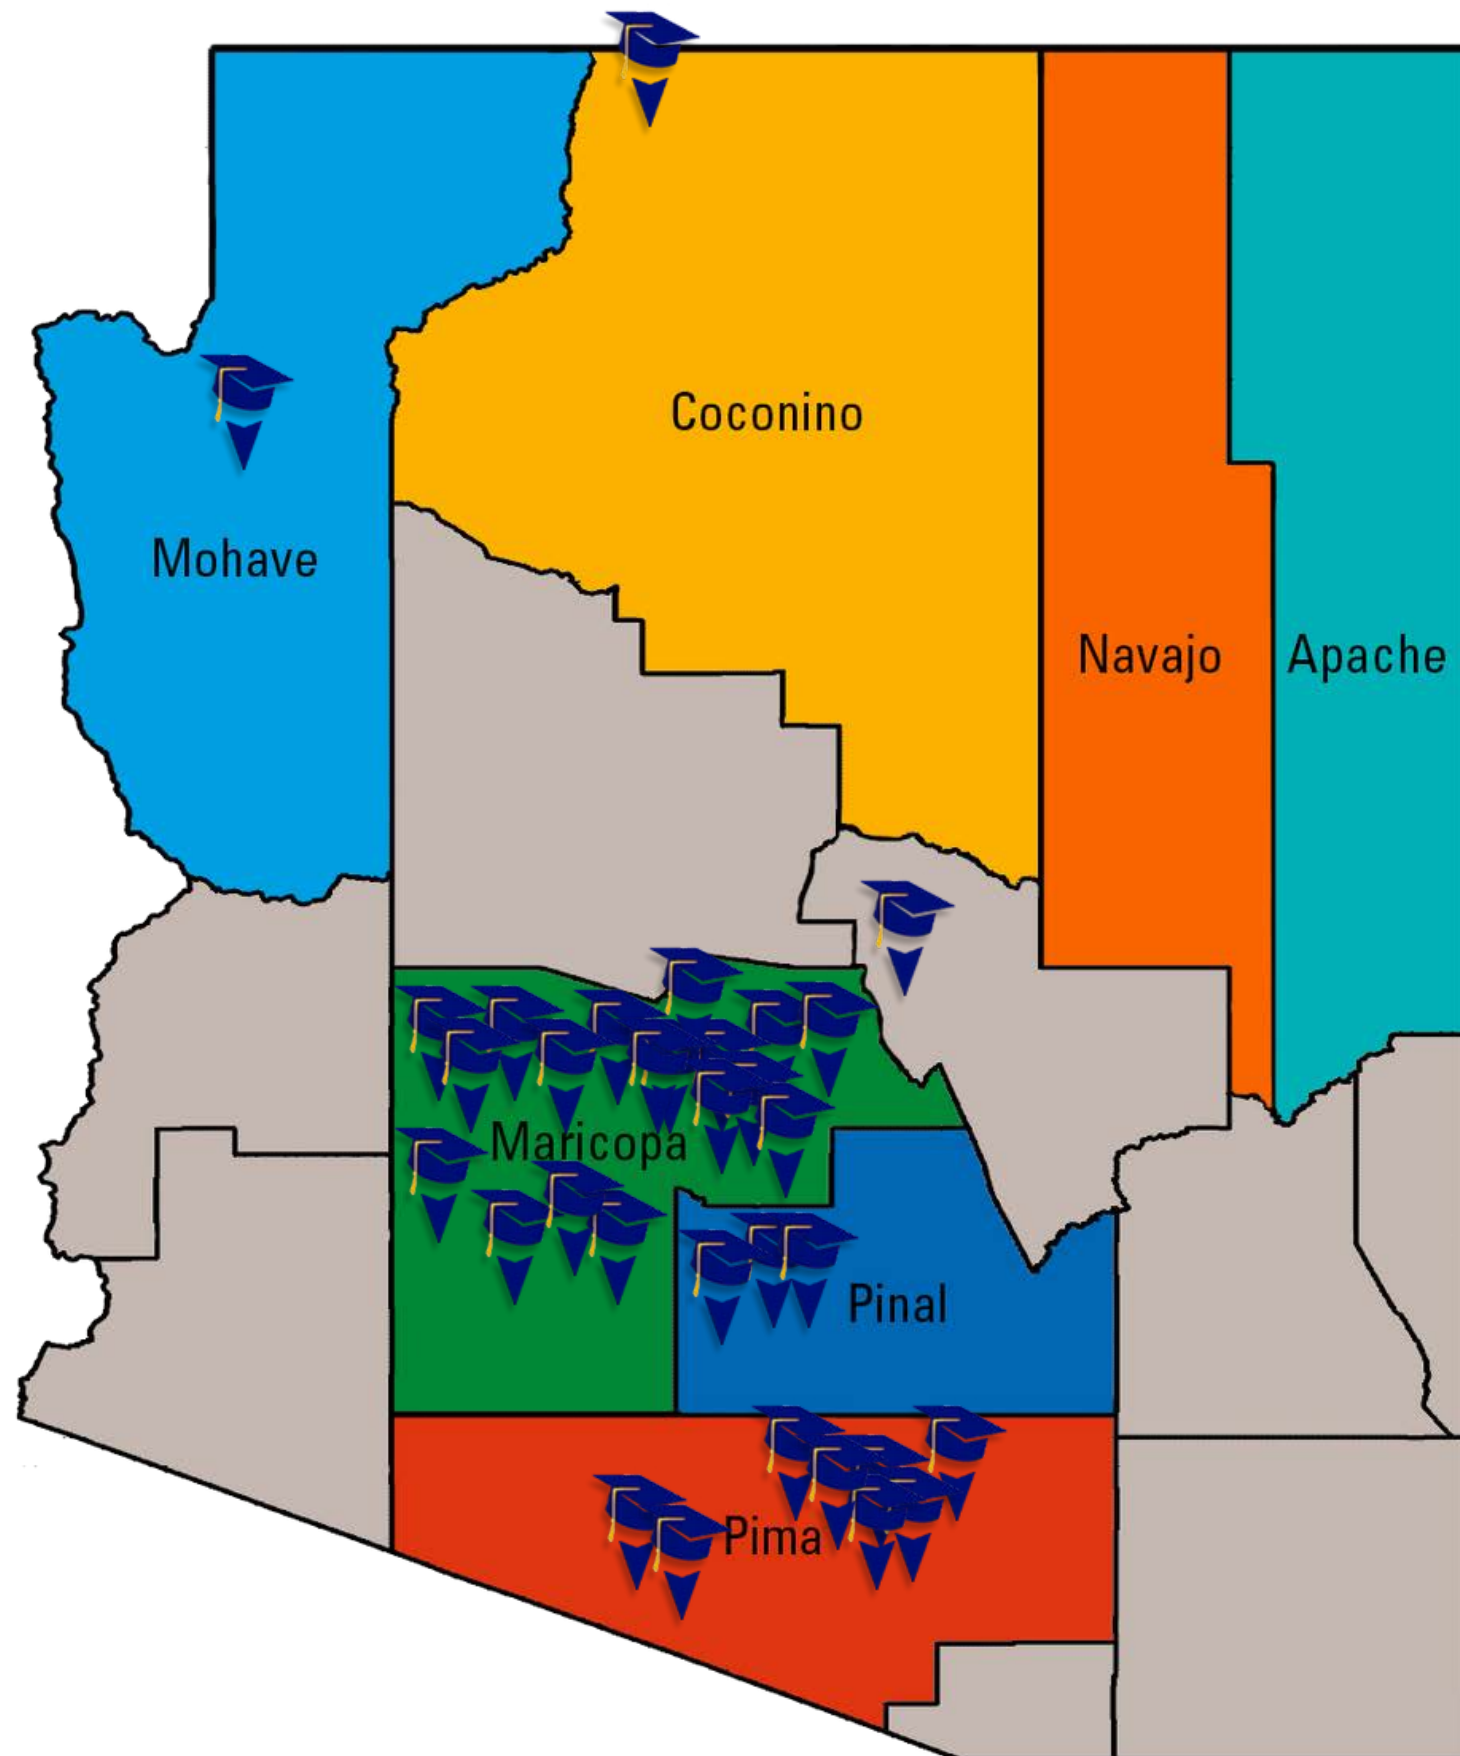 Coconino
Mohave
Navajo
Apache
Maricopa
Pinal
Pima